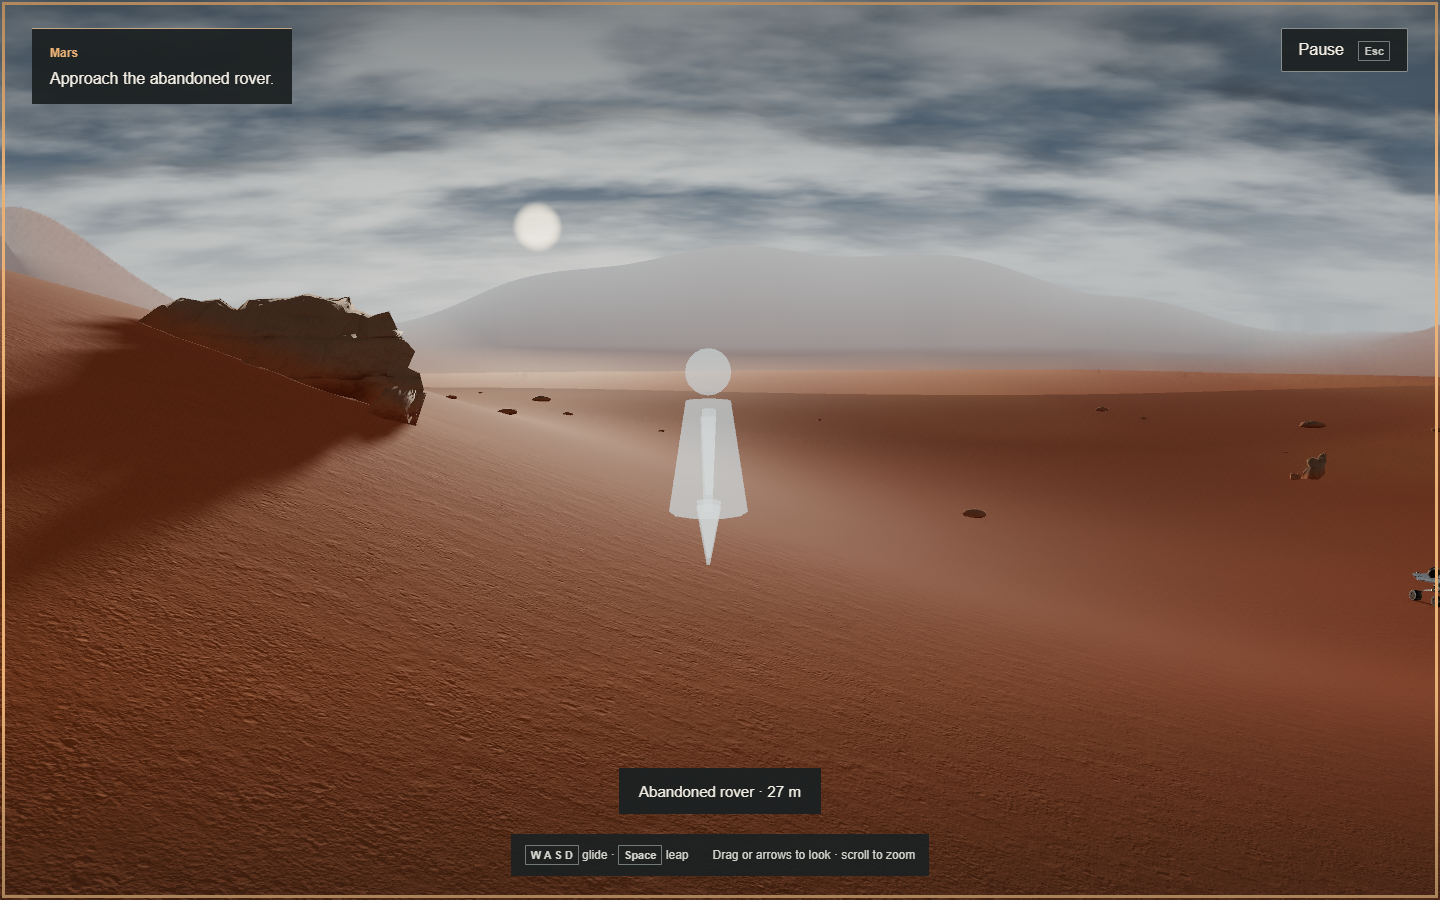 Mars
Approach the abandoned rover.
Pause Esc
Abandoned rover · 27 m
W A S D glide · Space leap Drag or arrows to look · scroll to zoom